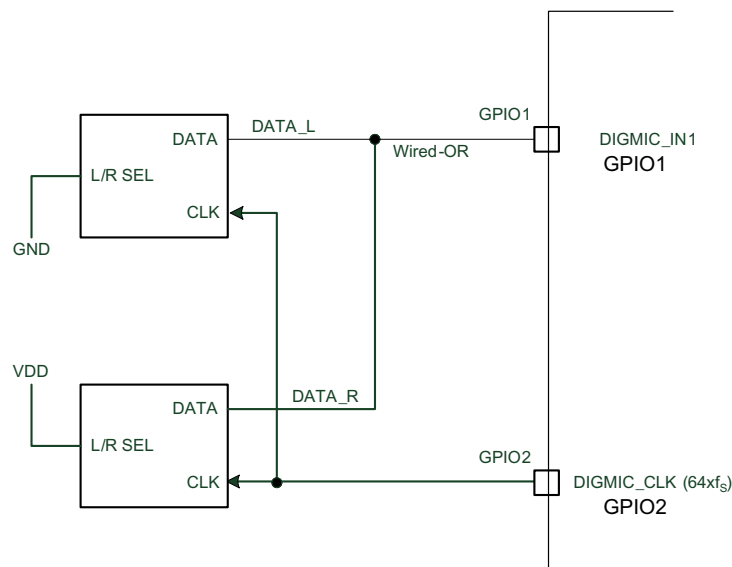 GPIO1
DATA_L
DATA
Wired-OR
DIGMIC_IN1
GPIO1
L/R SEL
CLK
GND
VDD
DATA_R
DATA
L/R SEL
GPIO2
CLK
DIGMIC_CLK (64xfS)
GPIO2